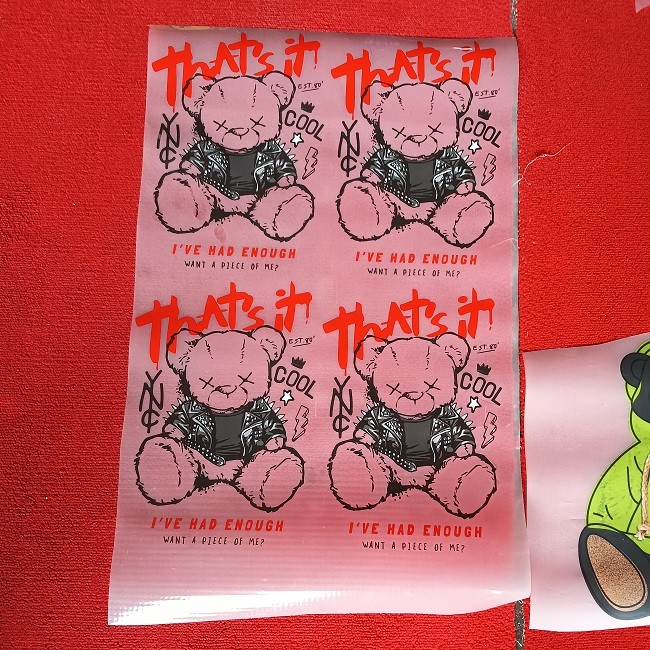 that's it!
EST. 80'
COOL
NYC
I'VE HAD ENOUGH
WANT A PIECE OF ME?
that's it!
EST. 80'
COOL
NYC
I'VE HAD ENOUGH
WANT A PIECE OF ME?
that's it!
EST. 80'
COOL
NYC
I'VE HAD ENOUGH
WANT A PIECE OF ME?
that's it!
EST. 80'
COOL
NYC
I'VE HAD ENOUGH
WANT A PIECE OF ME?